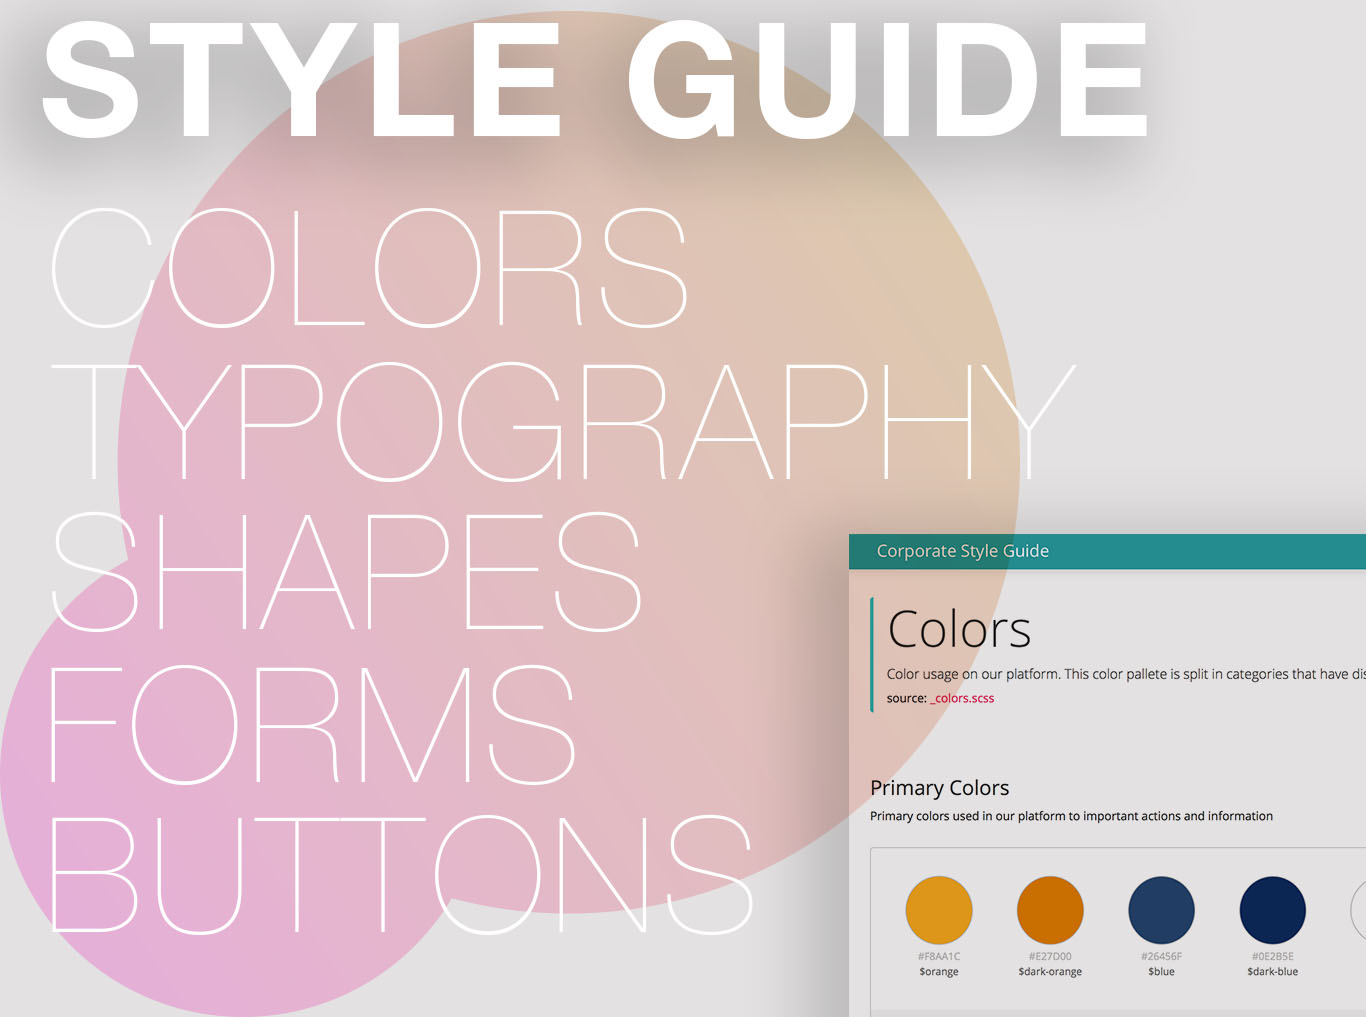 STYLE GUIDE
COLORS
TYPOGRAPHY
SHAPES
FORMS
BUTTONS
Corporate Style Guide
Colors
Color usage on our platform. This color pallete is split in categories that have dis
source: _colors.scss
Primary Colors
Primary colors used in our platform to important actions and information
#F8AA1C #E27D00 #26456F #0E2B5E
$orange $dark-orange $blue $dark-blue